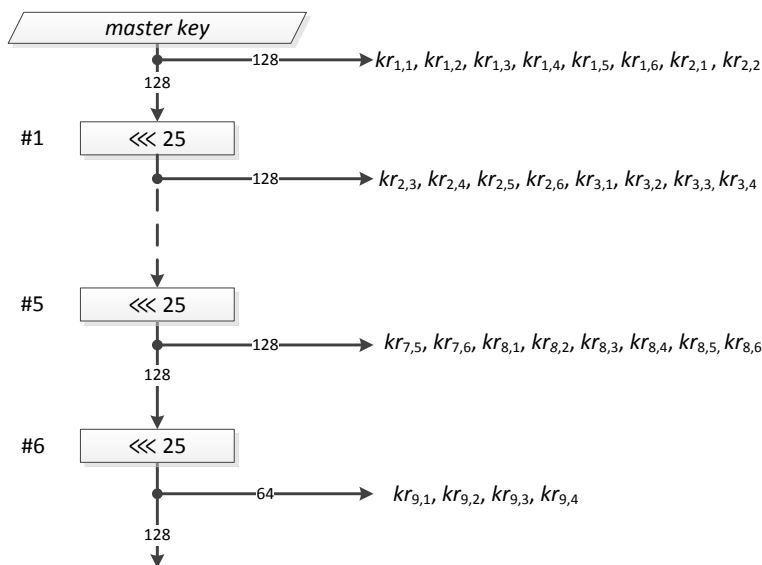 master key
128 kr1,1, kr1,2, kr1,3, kr1,4, kr1,5, kr1,6, kr2,1 , kr2,2
128
#1 <<< 25
128 kr2,3, kr2,4, kr2,5, kr2,6, kr3,1, kr3,2, kr3,3, kr3,4
#5 <<< 25
128 kr7,5, kr7,6, kr8,1, kr8,2, kr8,3, kr8,4, kr8,5, kr8,6
128
#6 <<< 25
64 kr9,1, kr9,2, kr9,3, kr9,4
128